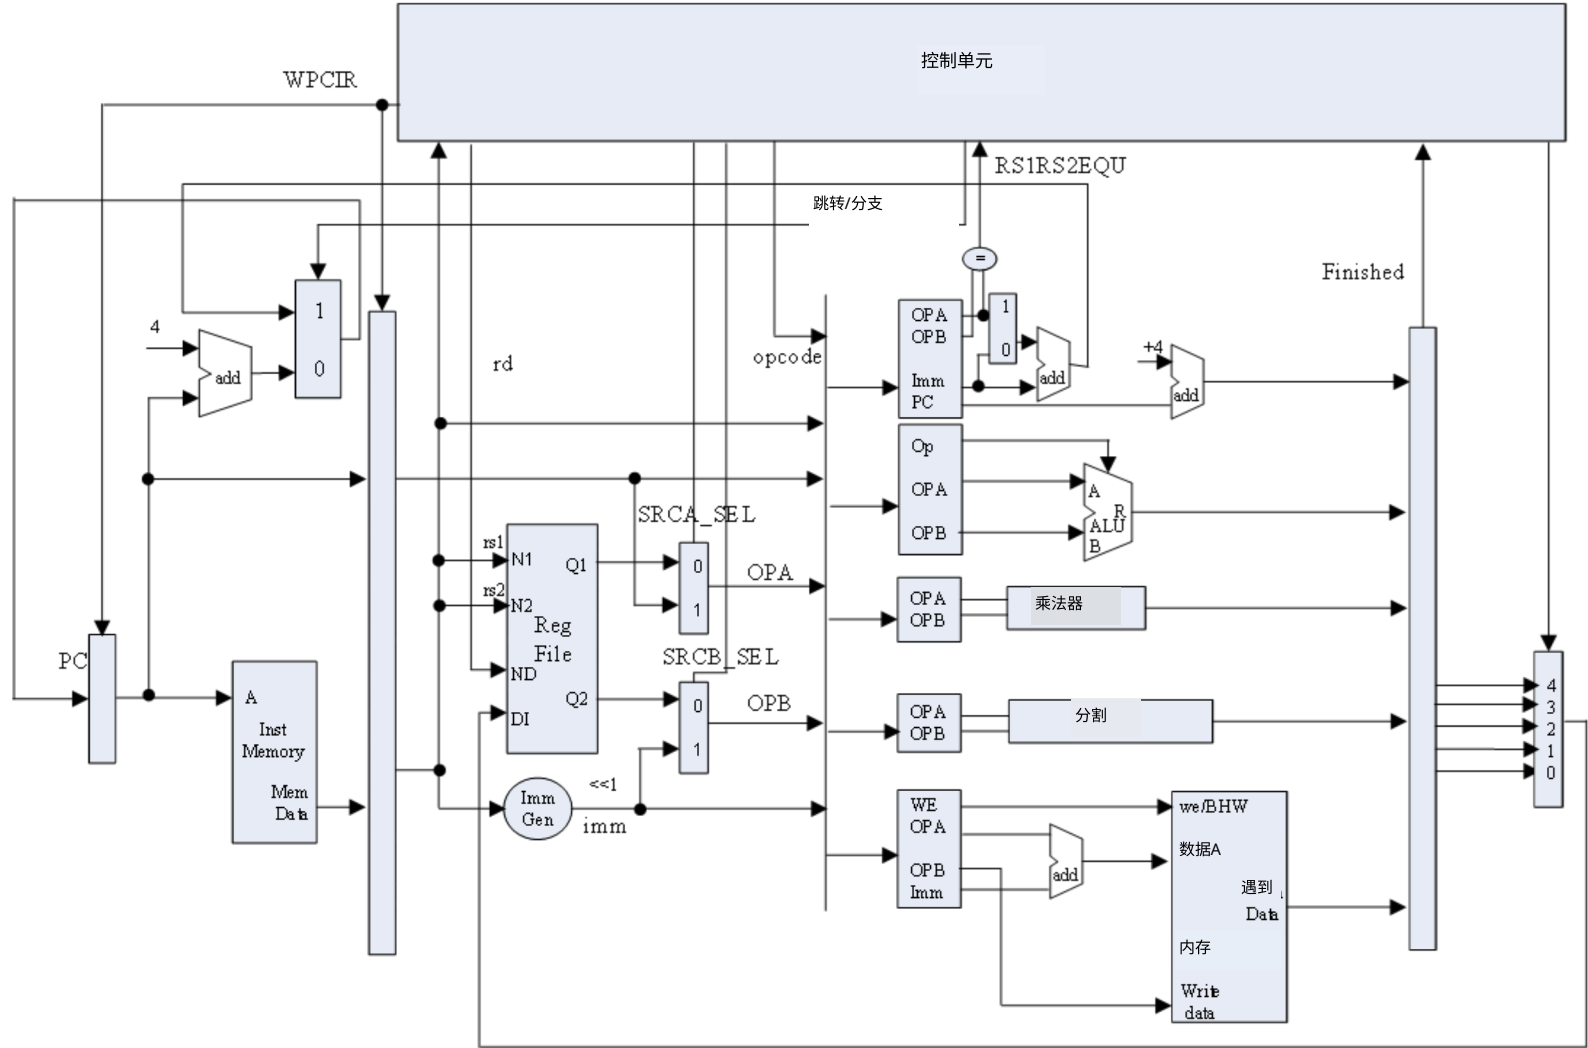 控制单元
WPCIR
RS1RS2EQU
跳转/分支
=
Finished
1
0
4
add
rd
opcode
OPA
OPB
Imm
PC
1
0
add
+4
add
Op
OPA
OPB
A
R
ALU
B
SRCA_SEL
rs1
N1
Q1
rs2
N2
Reg
File
ND
Q2
DI
0
1
OPA
OPA
OPB
乘法器
PC
SRCB_SEL
0
1
OPB
OPA
OPB
分割
4
3
2
1
0
A
Inst
Memory
Mem
Data
Imm
Gen
<<1
imm
WE
OPA
OPB
Imm
add
we/BHW
数据A
遇到
Data
内存
Write
data